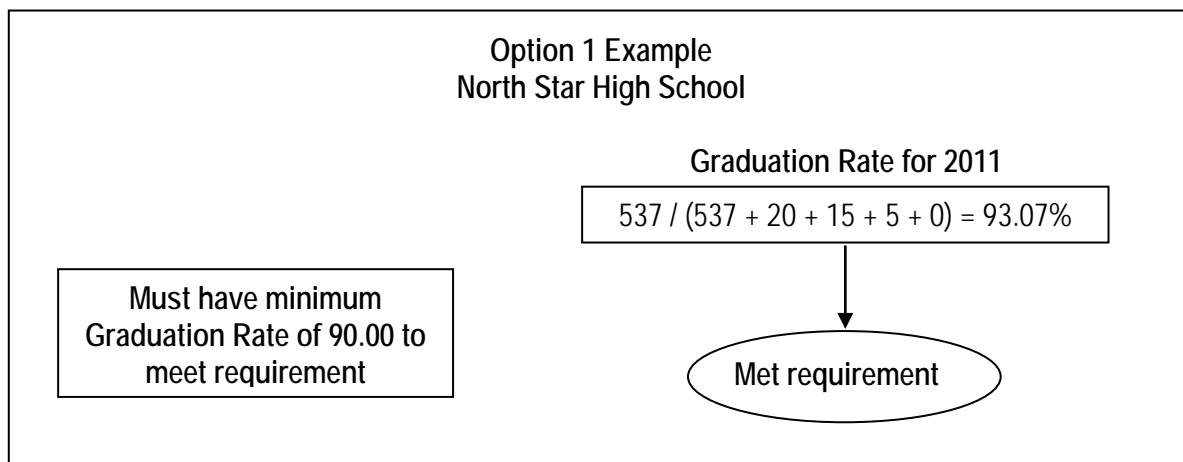 Option 1 Example
North Star High School
Graduation Rate for 2011
537 / (537 + 20 + 15 + 5 + 0) = 93.07%
Must have minimum
Graduation Rate of 90.00 to
meet requirement
Met requirement